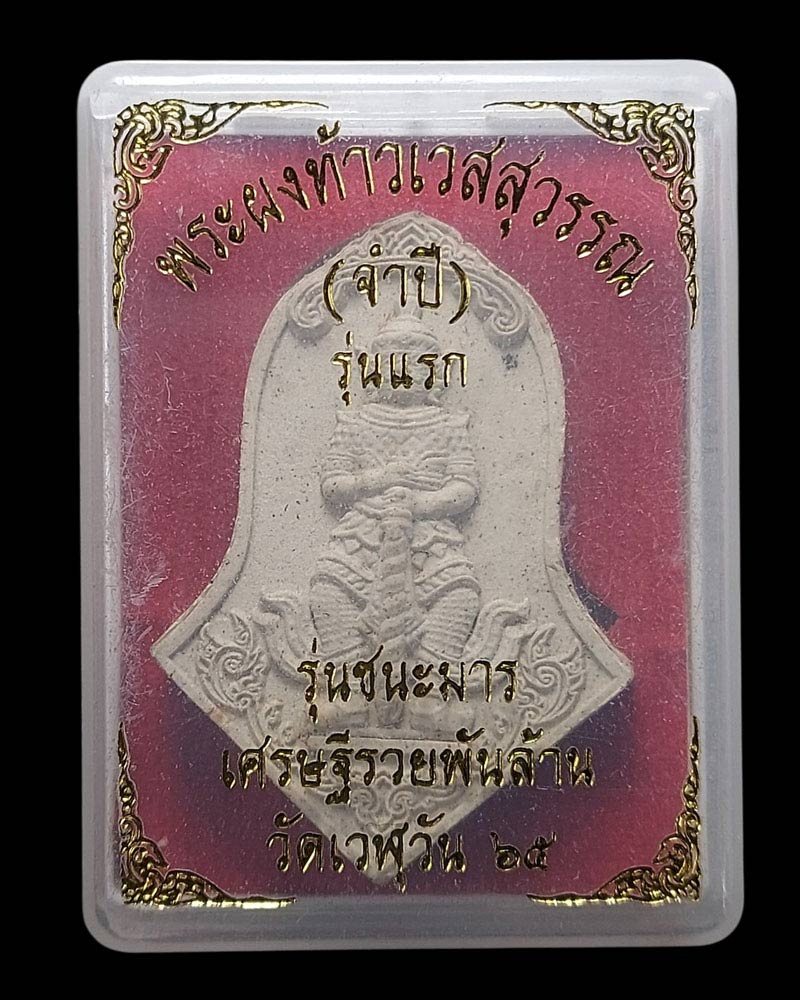 พระผงท้าวเวสสุวรรณ
(จำปี)
รุ่นแรก
รุ่นชนะมาร
เศรษฐีรวยพันล้าน
วัดเวฬุวัน ๖๕